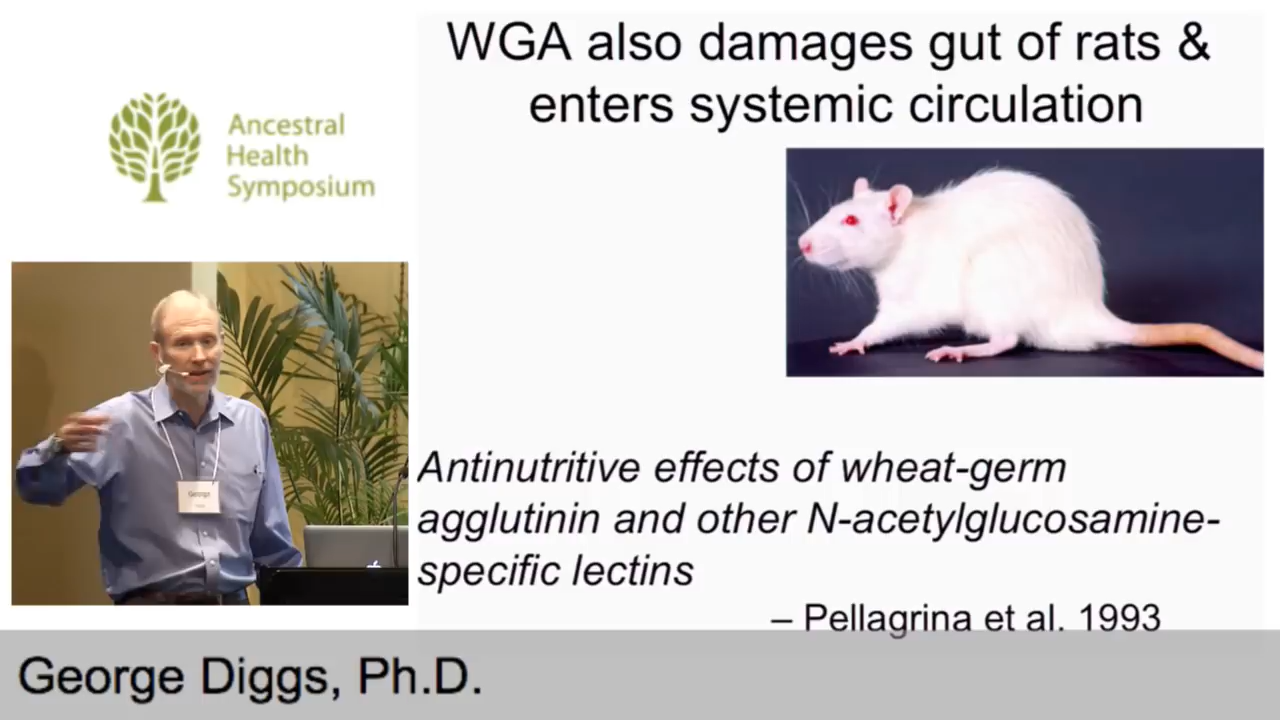 WGA also damages gut of rats &
enters systemic circulation
Ancestral
Health
Symposium
George
Antinutritive effects of wheat-germ
agglutinin and other N-acetylglucosamine-
specific lectins
– Pellagrina et al. 1993
George Diggs, Ph.D.